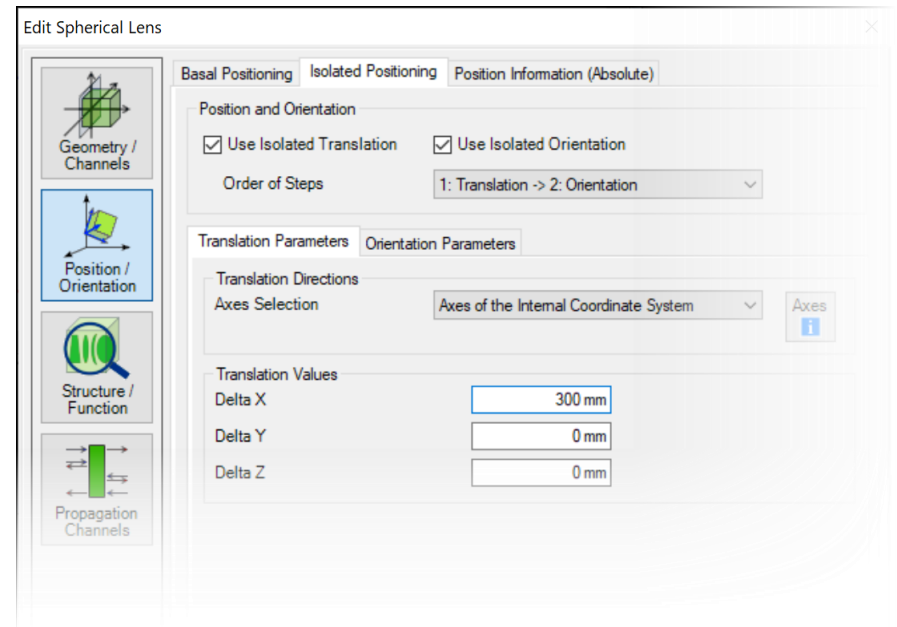 Edit Spherical Lens
Geometry /
Channels
Position /
Orientation
Structure /
Function
Propagation
Channels
Basal Positioning
Isolated Positioning
Position Information (Absolute)
Position and Orientation
Use Isolated Translation
Use Isolated Orientation
Order of Steps
1: Translation -> 2: Orientation
Translation Parameters
Orientation Parameters
Translation Directions
Axes Selection
Axes of the Internal Coordinate System
Axes
i
Translation Values
Delta X
300 mm
Delta Y
0 mm
Delta Z
0 mm